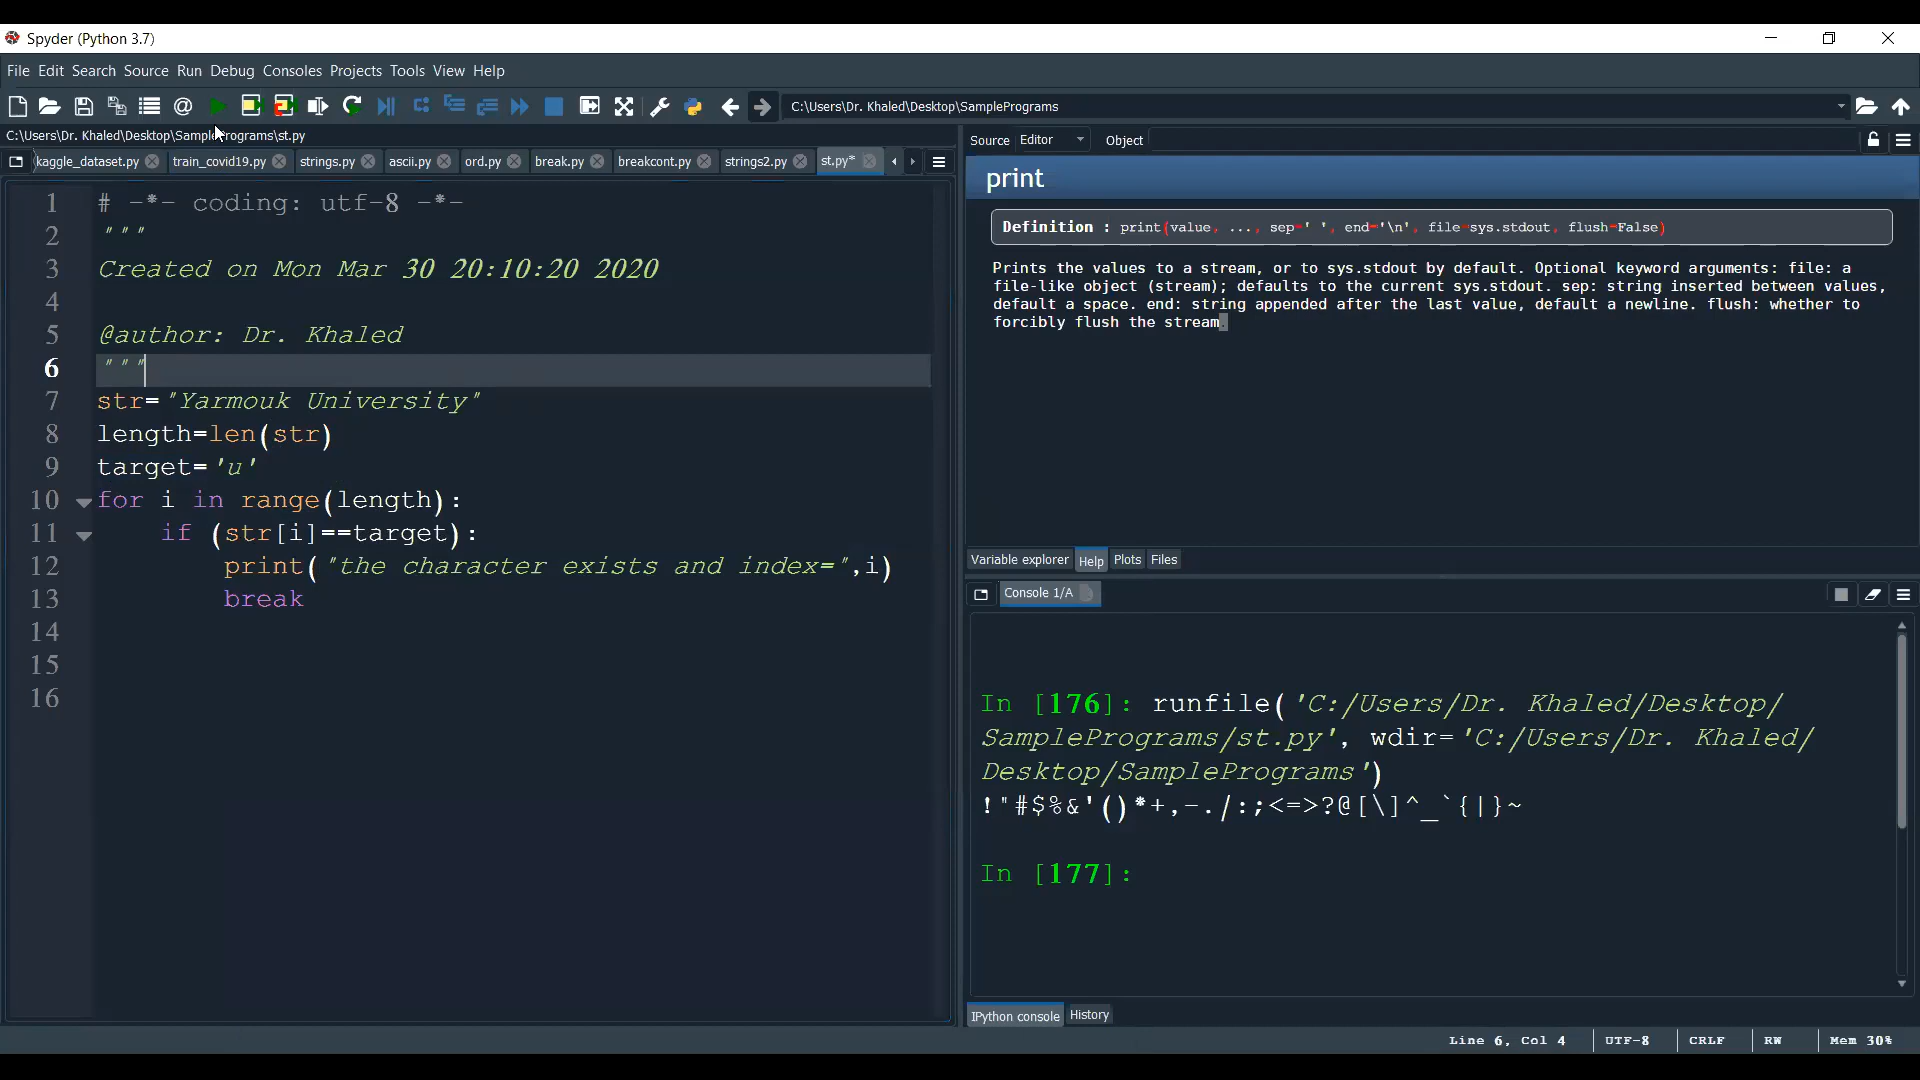 Spyder (Python 3.7)
File Edit Search Source Run Debug Consoles Projects Tools View Help
C:\Users\Dr. Khaled\Desktop\SamplePrograms
C:\Users\Dr. Khaled\Desktop\SamplePrograms\st.py
kaggle_dataset.py train_covid19.py strings.py ascii.py ord.py break.py breakcont.py strings2.py st.py*
1 # -*- coding: utf-8 -*-
2 """
3 Created on Mon Mar 30 20:10:20 2020
4
5 @author: Dr. Khaled
6 """
7 str="Yarmouk University"
8 length=len(str)
9 target='u'
10 for i in range(length):
11 if (str[i]==target):
12 print("the character exists and index=",i)
13 break
14
15
16
Source Editor Object
print
Definition : print(value, ..., sep=' ', end='\n', file=sys.stdout, flush=False)
Prints the values to a stream, or to sys.stdout by default. Optional keyword arguments: file: a
file-like object (stream); defaults to the current sys.stdout. sep: string inserted between values,
default a space. end: string appended after the last value, default a newline. flush: whether to
forcibly flush the stream.
Variable explorer Help Plots Files
Console 1/A
In [176]: runfile('C:/Users/Dr. Khaled/Desktop/
SamplePrograms/st.py', wdir='C:/Users/Dr. Khaled/
Desktop/SamplePrograms')
!"#$%&'()*+,-./:;<=>?@[\]^_`{|}~
In [177]:
IPython console History
Line 6, Col 4 UTF-8 CRLF RW Mem 30%